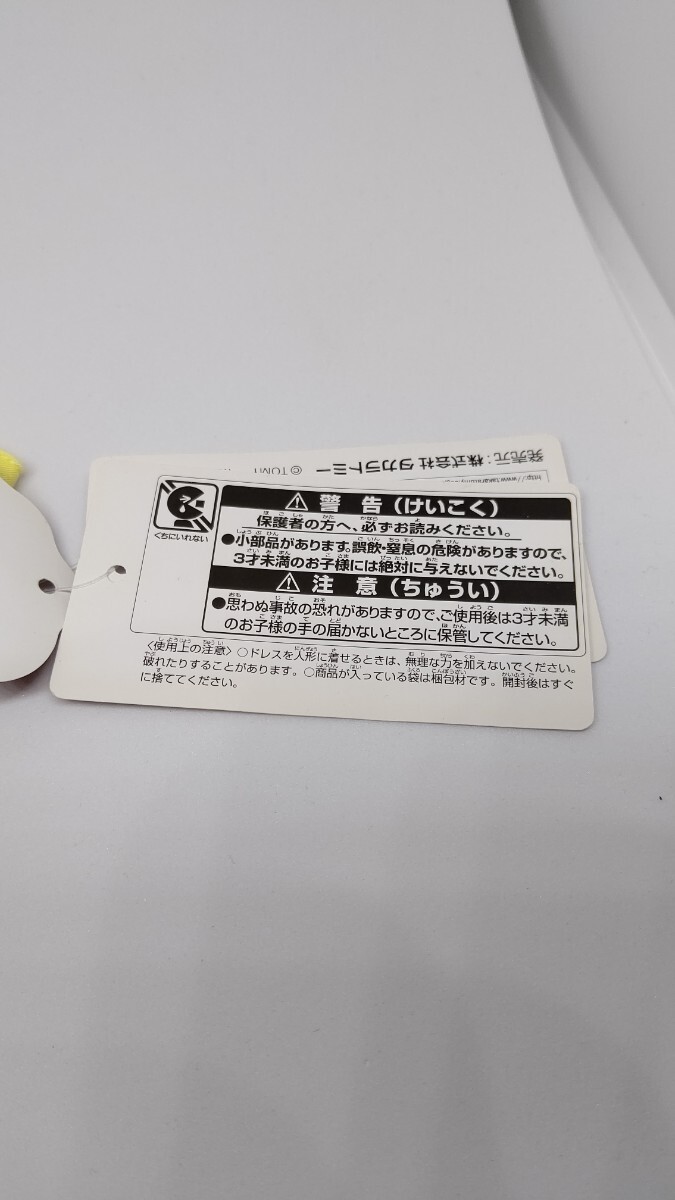 発売元：株式会社タカラトミー
© TOMY
http://www.takaratomy
くちにいれない
警告(けいこく)
保護者の方へ、必ずお読みください。
●小部品があります。誤飲・窒息の危険がありますので、
3才未満のお子様には絶対に与えないでください。
注意(ちゅうい)
●思わぬ事故の恐れがありますので、ご使用後は3才未満
のお子様の手の届かないところに保管してください。
〈使用上の注意〉○ドレスを人形に着せるときは、無理な力を加えないでください。
破れたりすることがあります。○商品が入っている袋は梱包材です。開封後はすぐ
に捨ててください。